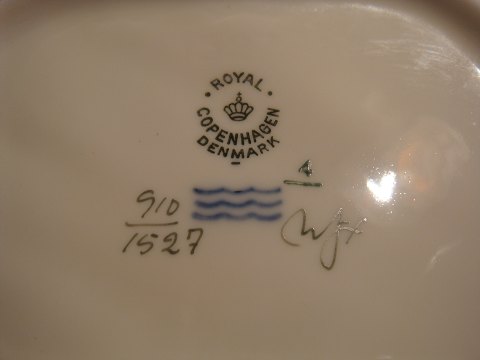 ROYAL
COPENHAGEN
DENMARK
4
910
1527